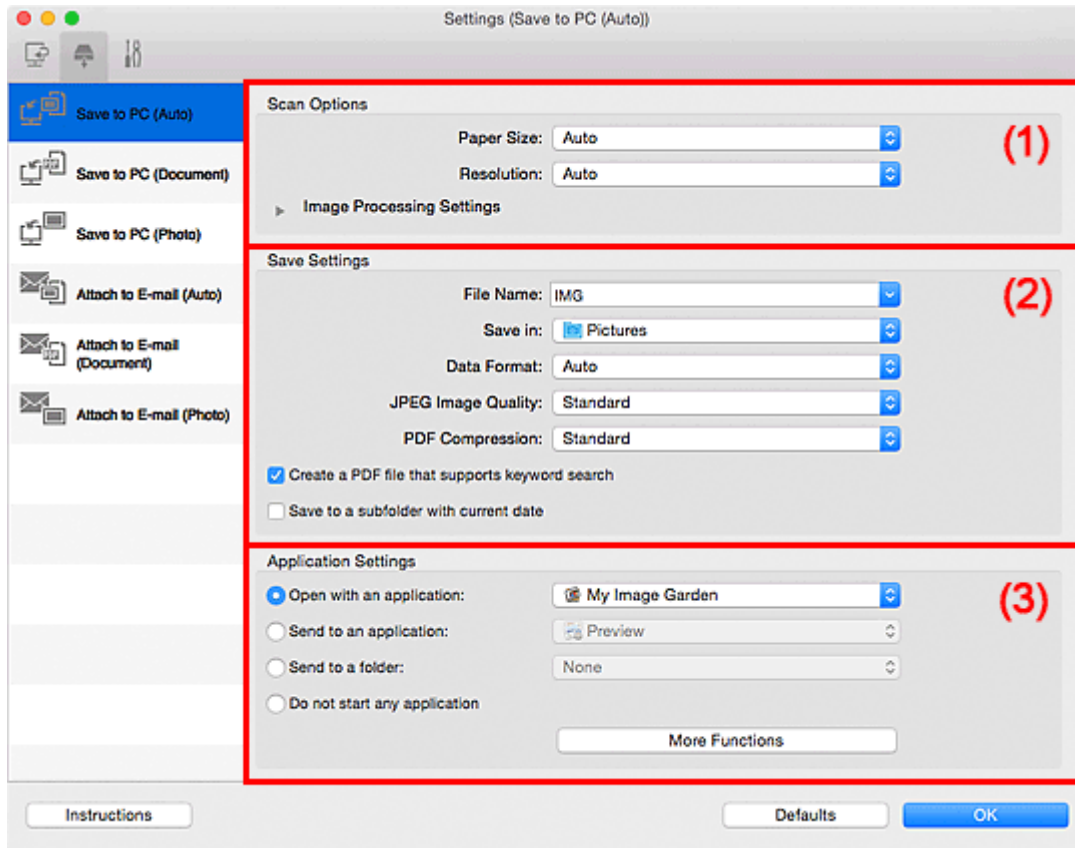 Settings (Save to PC (Auto))
Save to PC (Auto)
Save to PC (Document)
Save to PC (Photo)
Attach to E-mail (Auto)
Attach to E-mail
(Document)
Attach to E-mail (Photo)
Scan Options
(1)
Paper Size: Auto
Resolution: Auto
Image Processing Settings
Save Settings
(2)
File Name: IMG
Save in: Pictures
Data Format: Auto
JPEG Image Quality: Standard
PDF Compression: Standard
Create a PDF file that supports keyword search
Save to a subfolder with current date
Application Settings
(3)
Open with an application: My Image Garden
Send to an application: Preview
Send to a folder: None
Do not start any application
More Functions
Instructions Defaults OK